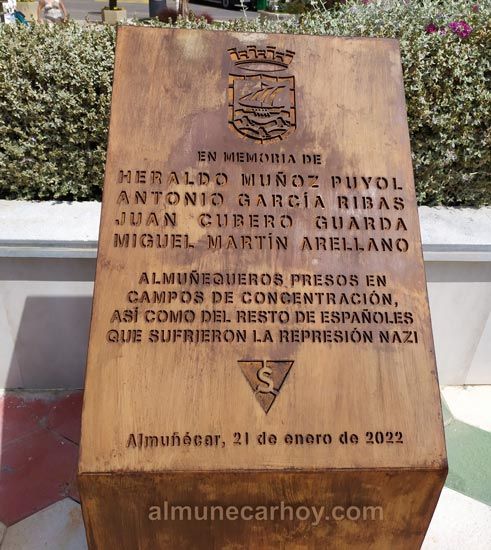 EN MEMORIA DE
HERALDO MUÑOZ PUYOL
ANTONIO GARCÍA RIBAS
JUAN CUBERO GUARDA
MIGUEL MARTÍN ARELLANO
ALMUÑEQUEROS PRESOS EN
CAMPOS DE CONCENTRACIÓN,
ASÍ COMO DEL RESTO DE ESPAÑOLES
QUE SUFRIERON LA REPRESIÓN NAZI
S
Almuñécar, 21 de enero de 2022
almunecarhoy.com